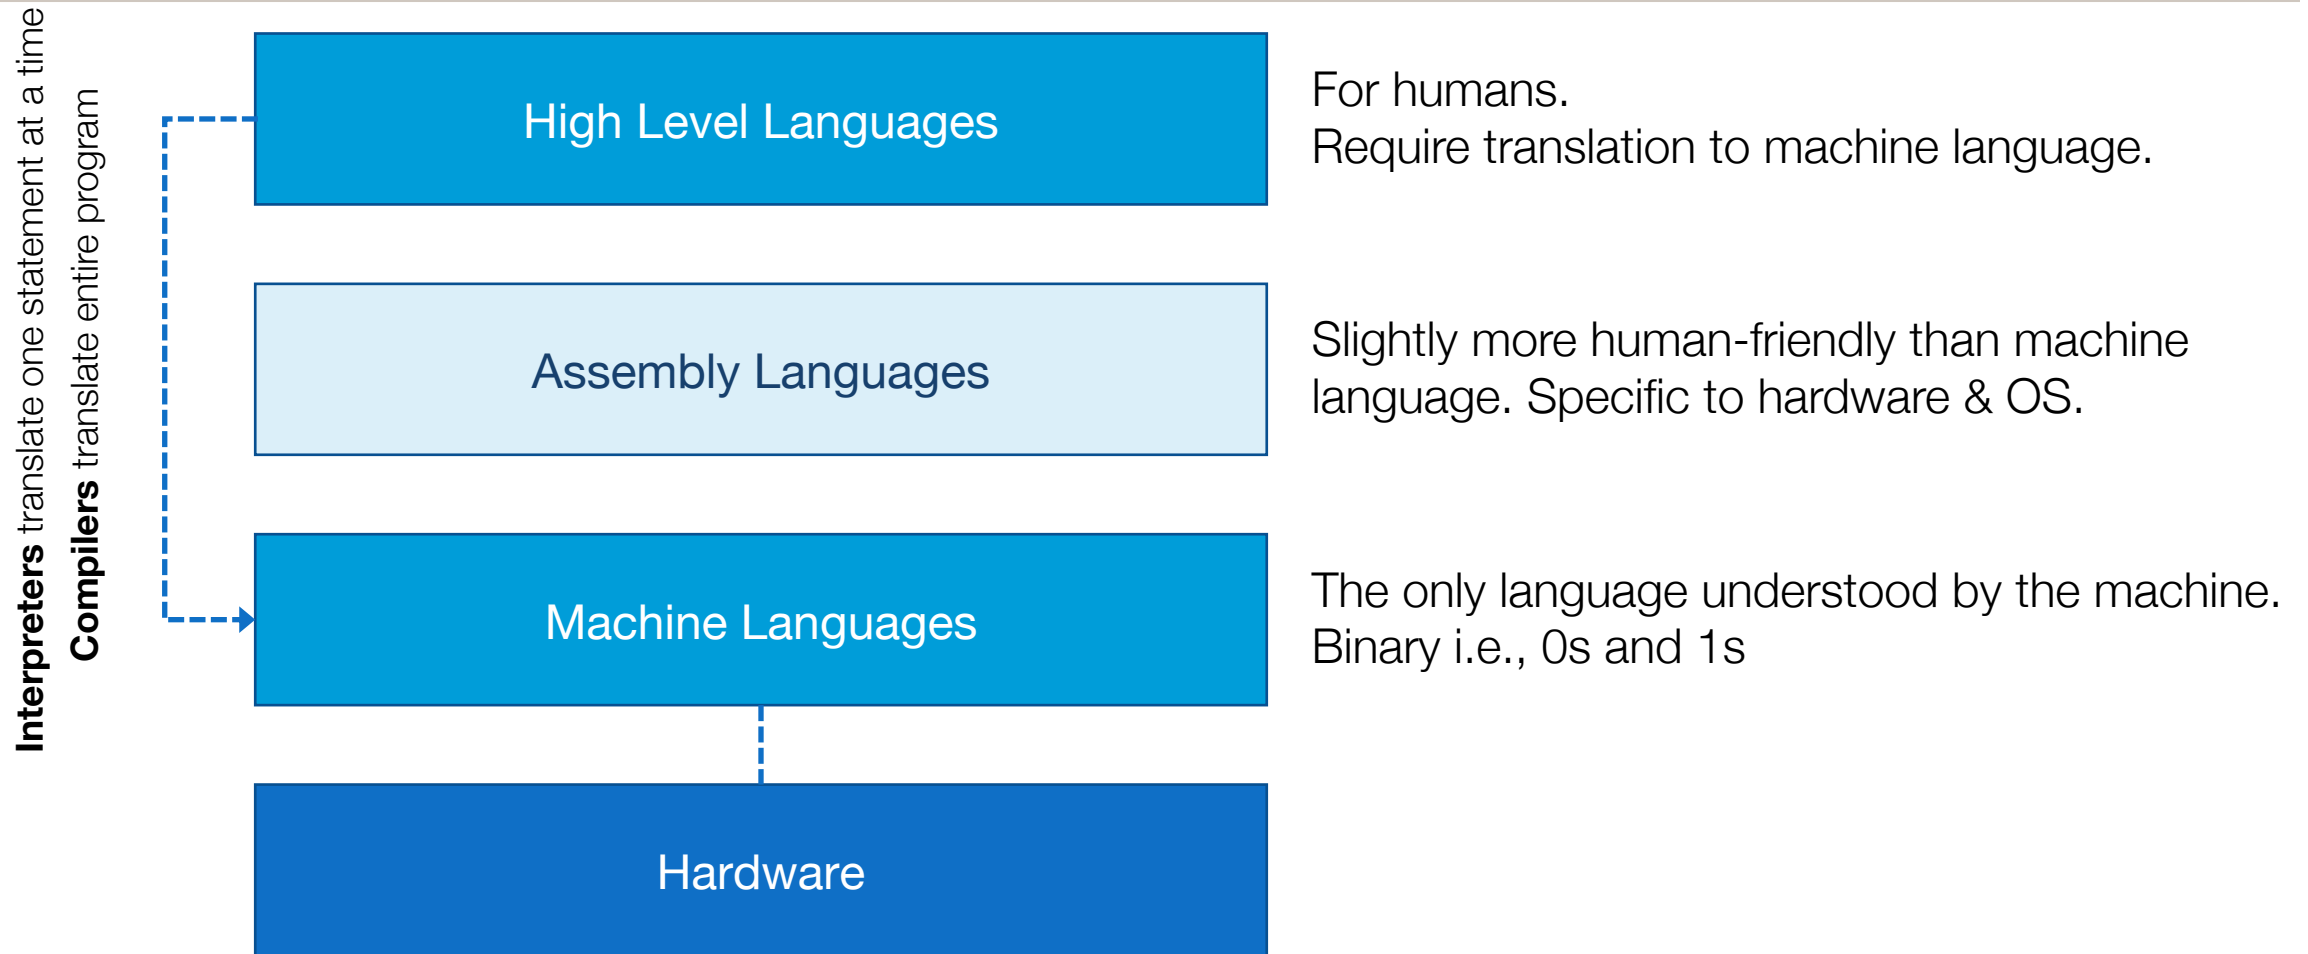 Interpreters translate one statement at a time
Compilers translate entire program
High Level Languages
For humans.
Require translation to machine language.
Assembly Languages
Slightly more human-friendly than machine
language. Specific to hardware & OS.
Machine Languages
The only language understood by the machine.
Binary i.e., 0s and 1s
Hardware